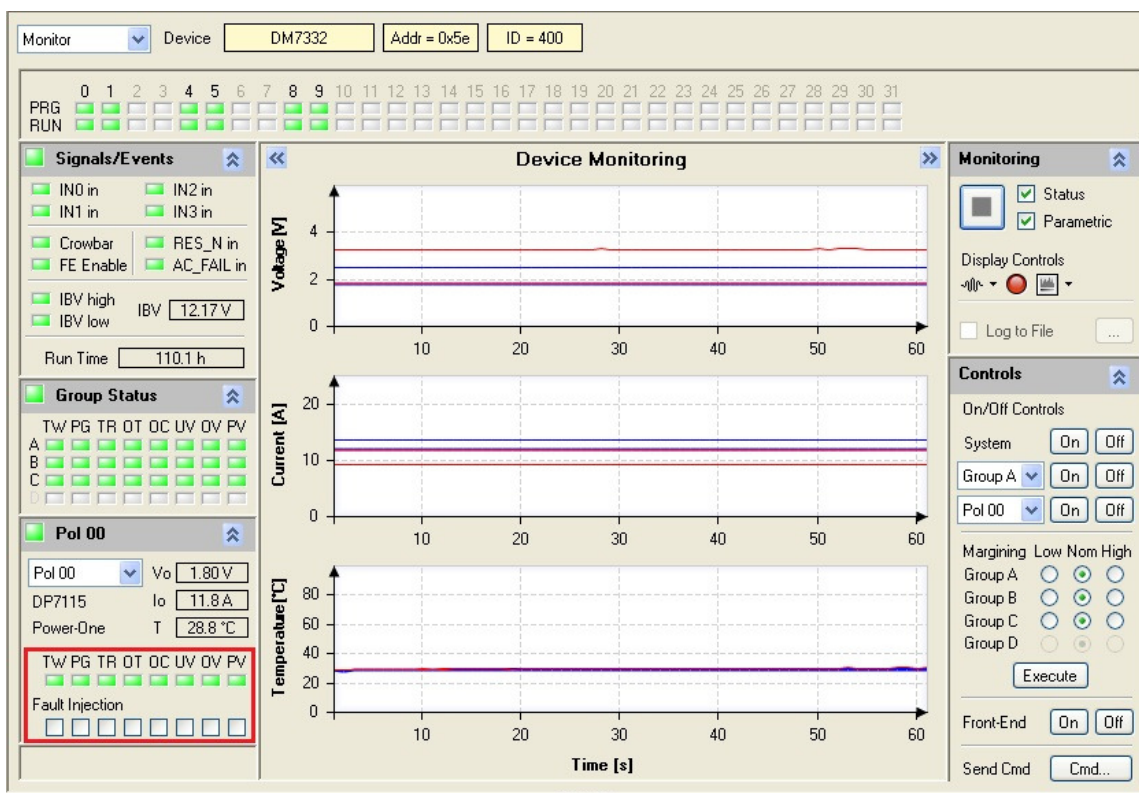 Monitor Device DM7332 Addr = 0x5e ID = 400
0 1 2 3 4 5 6 7 8 9 10 11 12 13 14 15 16 17 18 19 20 21 22 23 24 25 26 27 28 29 30 31
PRG
RUN
Signals/Events
IN0 in IN2 in
IN1 in IN3 in
Crowbar RES_N in
FE Enable AC_FAIL in
IBV high
IBV 12.17 V
IBV low
Run Time 110.1 h
Group Status
TW PG TR OT OC UV OV PV
A
B
C
D
Pol 00
Pol 00 Vo 1.80 V
DP7115 Io 11.8 A
Power-One T 28.8 °C
TW PG TR OT OC UV OV PV
Fault Injection
Device Monitoring
Voltage [V]
4
2
0
10 20 30 40 50 60
Current [A]
20
10
0
10 20 30 40 50 60
Temperature [°C]
80
60
40
20
0
10 20 30 40 50 60
Time [s]
Monitoring
Status
Parametric
Display Controls
Log to File ...
Controls
On/Off Controls
System On Off
Group A On Off
Pol 00 On Off
Margining Low Nom High
Group A
Group B
Group C
Group D
Execute
Front-End On Off
Send Cmd Cmd...